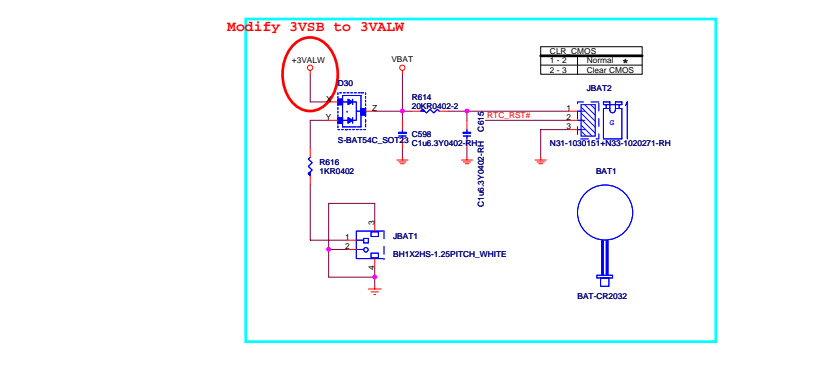 Modify 3VSB to 3VALW
+3VALW
VBAT
CLR_CMOS
1 - 2 Normal *
2 - 3 Clear CMOS
D30
X
Y
Z
S-BAT54C_SOT23
R614
20KR0402-2
C598
C1u6.3Y0402-RH
C615
C1u6.3Y0402-RH
RTC_RST#
JBAT2
1
2
3
N31-1030151+N33-1020271-RH
R616
1KR0402
BAT1
BAT-CR2032
3
1
2
4
JBAT1
BH1X2HS-1.25PITCH_WHITE